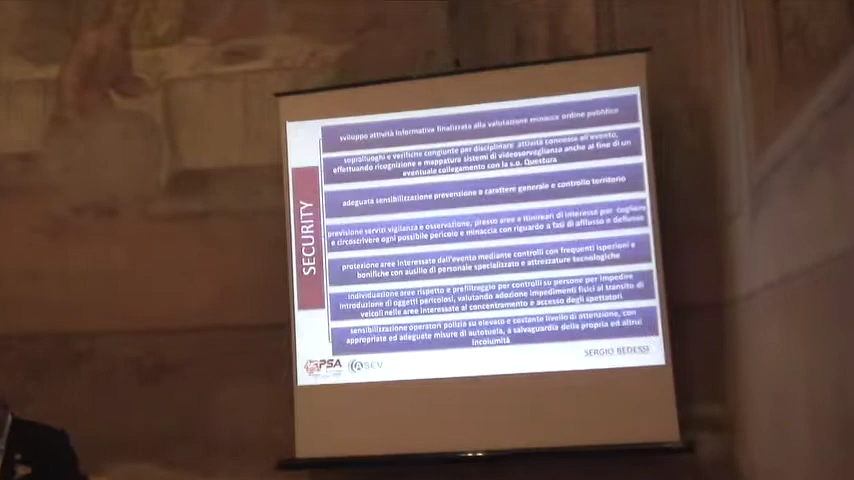 sviluppo attività informativa finalizzata alla valutazione minacce ordine pubblico
sopralluoghi e verifiche congiunte per disciplinare attività connesse all'evento,
effettuando ricognizione e mappatura sistemi di videosorveglianza anche al fine di un
eventuale collegamento con la s.o. Questura
adeguata sensibilizzazione prevenzione a carattere generale e controllo territorio
previsione servizi vigilanza e osservazione, presso aree e itinerari di interesse per cogliere
e circoscrivere ogni possibile pericolo e minaccia con riguardo a fasi di afflusso e deflusso
protezione aree interessate dall'evento mediante controlli con frequenti ispezioni e
bonifiche con ausilio di personale specializzato e attrezzature tecnologiche
individuazione aree rispetto e prefiltraggio per controlli su persone per impedire
introduzione di oggetti pericolosi, valutando adozione impedimenti fisici al transito di
veicoli nelle aree interessate al concentramento e accesso degli spettatori
sensibilizzazione operatori polizia su elevato e costante livello di attenzione, con
appropriate ed adeguate misure di autotutela, a salvaguardia della propria ed altrui
incolumità
SECURITY
PSA
ASEV
SERGIO BEDESSI